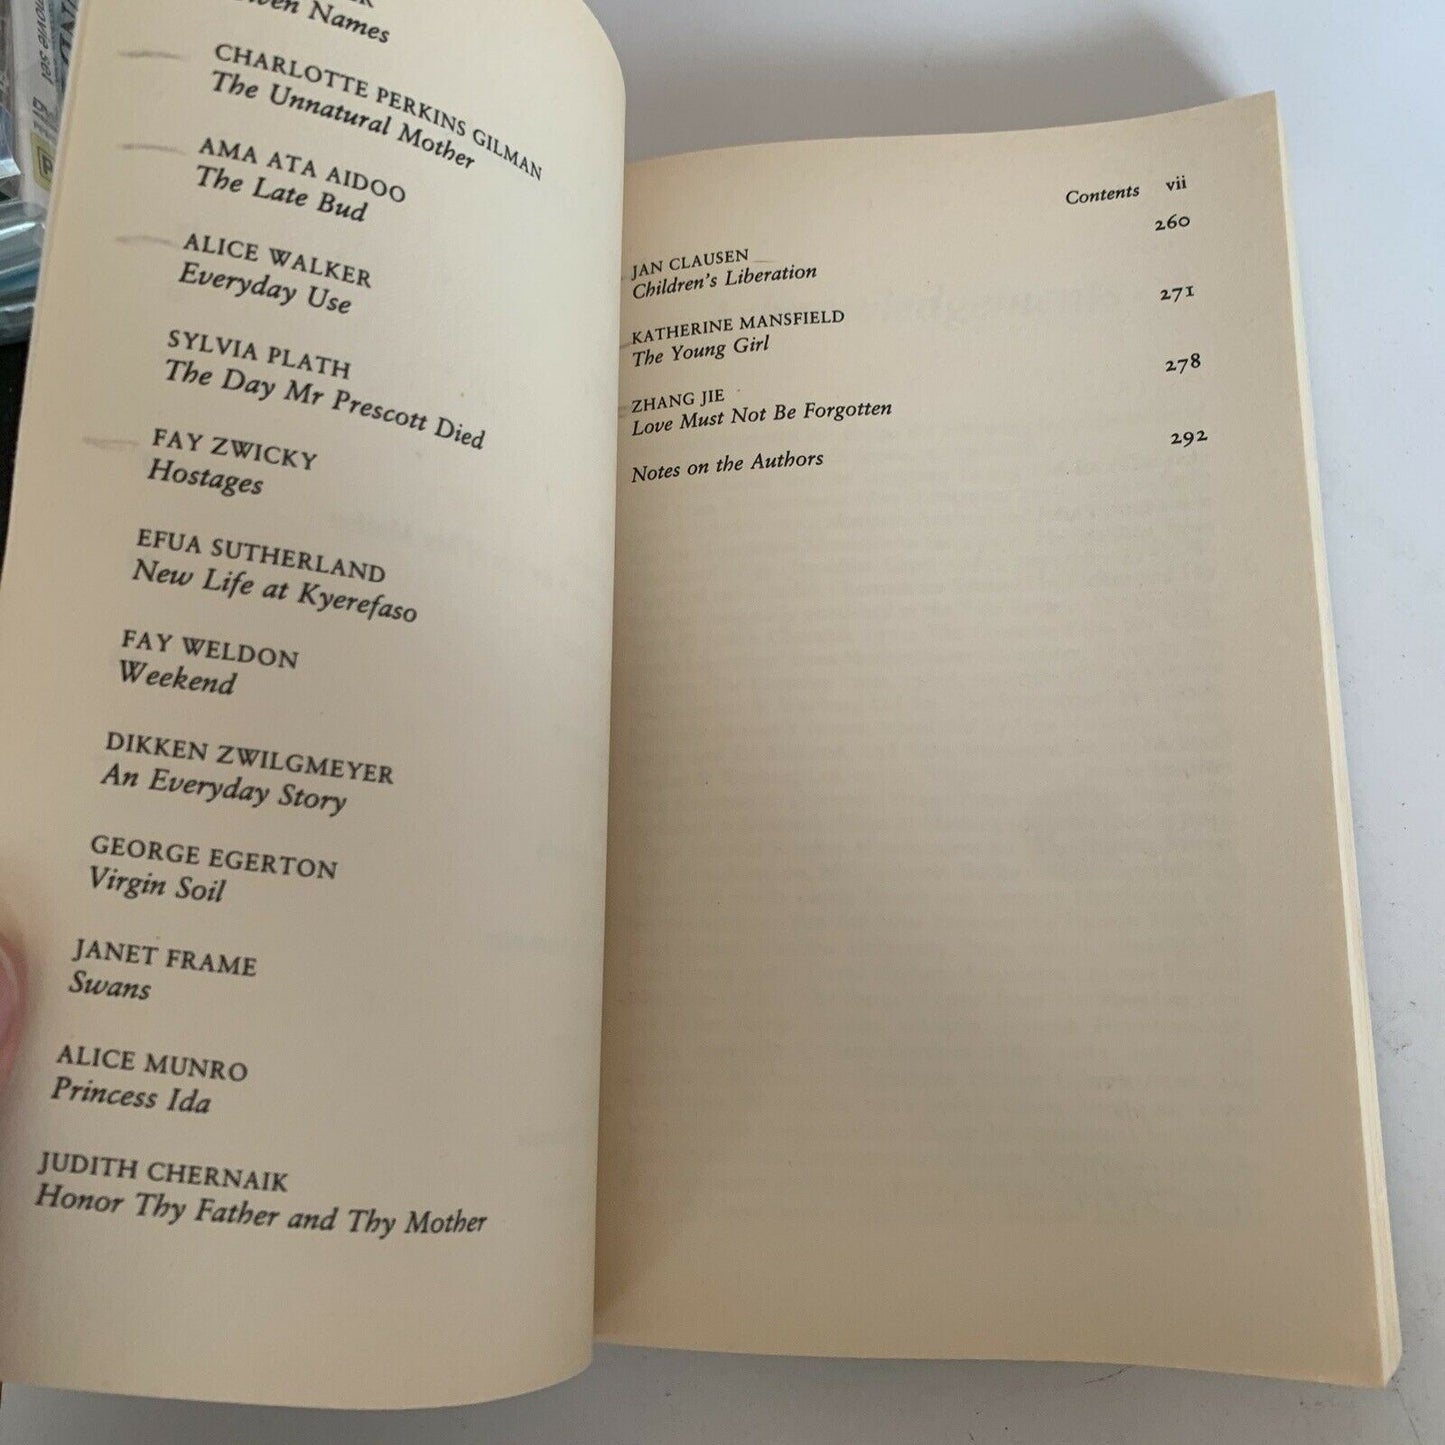 Names
CHARLOTTE PERKINS GILMAN
The Unnatural Mother
AMA ATA AIDOO
The Late Bud
ALICE WALKER
Everyday Use
SYLVIA PLATH
The Day Mr Prescott Died
FAY ZWICKY
Hostages
EFUA SUTHERLAND
New Life at Kyerefaso
FAY WELDON
Weekend
DIKKEN ZWILGMEYER
An Everyday Story
GEORGE EGERTON
Virgin Soil
JANET FRAME
Swans
ALICE MUNRO
Princess Ida
JUDITH CHERNAIK
Honor Thy Father and Thy Mother
Contents vii
JAN CLAUSEN
Children's Liberation 260
KATHERINE MANSFIELD
The Young Girl 271
ZHANG JIE
Love Must Not Be Forgotten 278
Notes on the Authors 292